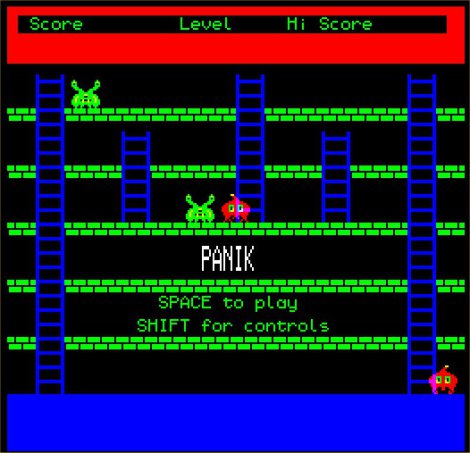 Score Level Hi Score
PANIK
SPACE to play
SHIFT for controls